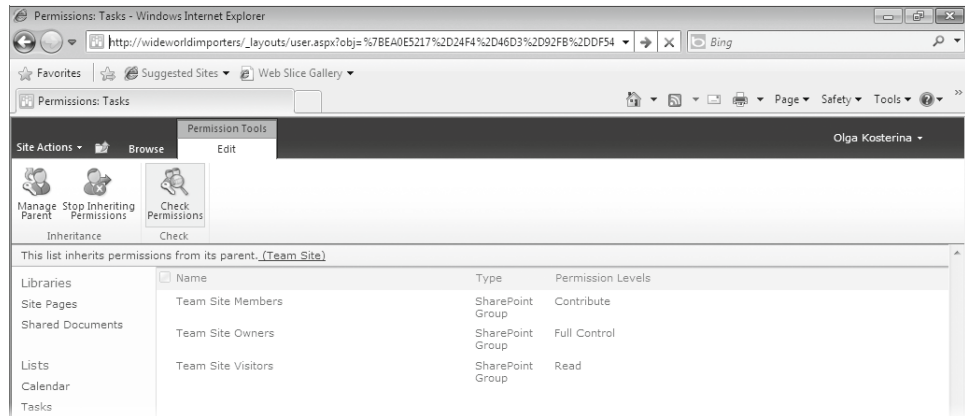 Permissions: Tasks - Windows Internet Explorer
http://wideworldimporters/_layouts/user.aspx?obj=%7BEA0E5217%2D24F4%2D46D3%2D92FB%2DDF54
Bing
Favorites
Suggested Sites
Web Slice Gallery
Permissions: Tasks
Page
Safety
Tools
Permission Tools
Site Actions
Browse
Edit
Olga Kosterina
Manage Parent
Stop Inheriting Permissions
Check Permissions
Inheritance
Check
This list inherits permissions from its parent. (Team Site)
Libraries
Site Pages
Shared Documents
Lists
Calendar
Tasks
Name Type Permission Levels
Team Site Members SharePoint Group Contribute
Team Site Owners SharePoint Group Full Control
Team Site Visitors SharePoint Group Read